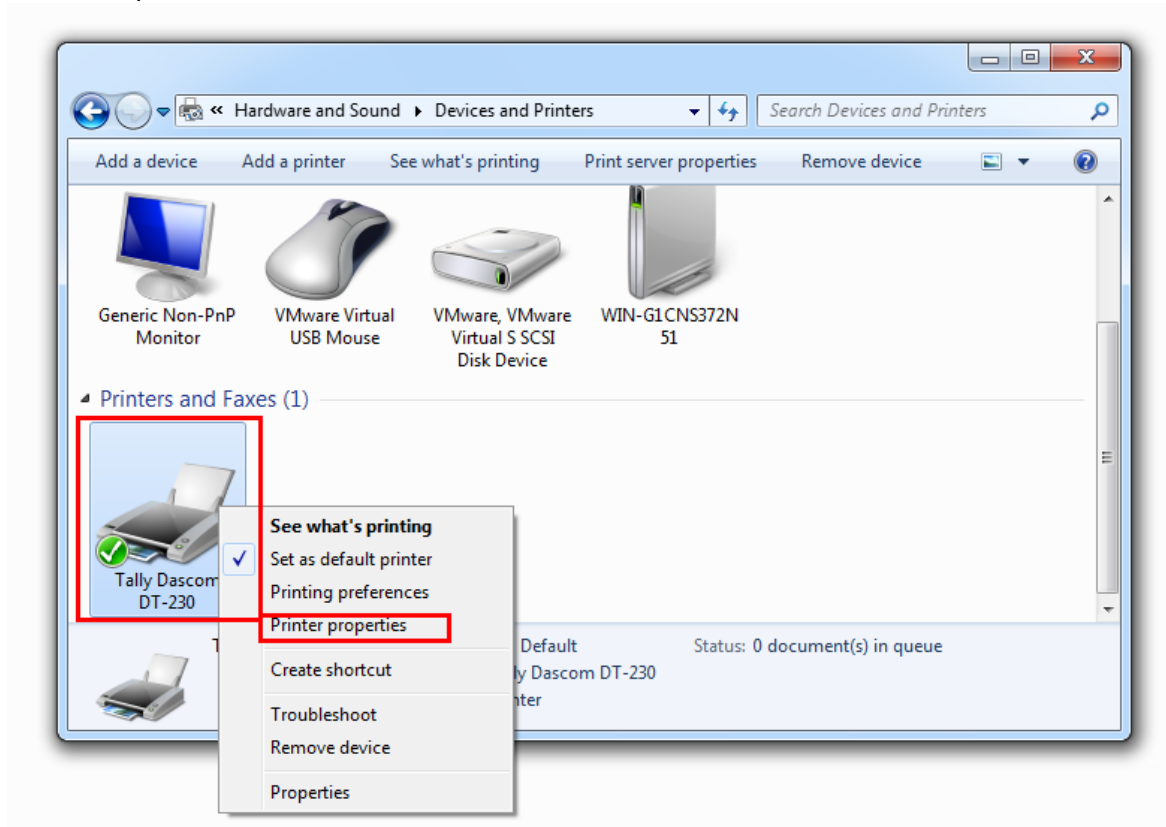 « Hardware and Sound ▸ Devices and Printers
Search Devices and Printers
Add a device Add a printer See what's printing Print server properties Remove device
Generic Non-PnP
Monitor
VMware Virtual
USB Mouse
VMware, VMware
Virtual S SCSI
Disk Device
WIN-G1CNS372N
51
Printers and Faxes (1)
Tally Dascom
DT-230
See what's printing
Set as default printer
Printing preferences
Printer properties
Create shortcut
Troubleshoot
Remove device
Properties
Default
Status: 0 document(s) in queue
Dascom DT-230